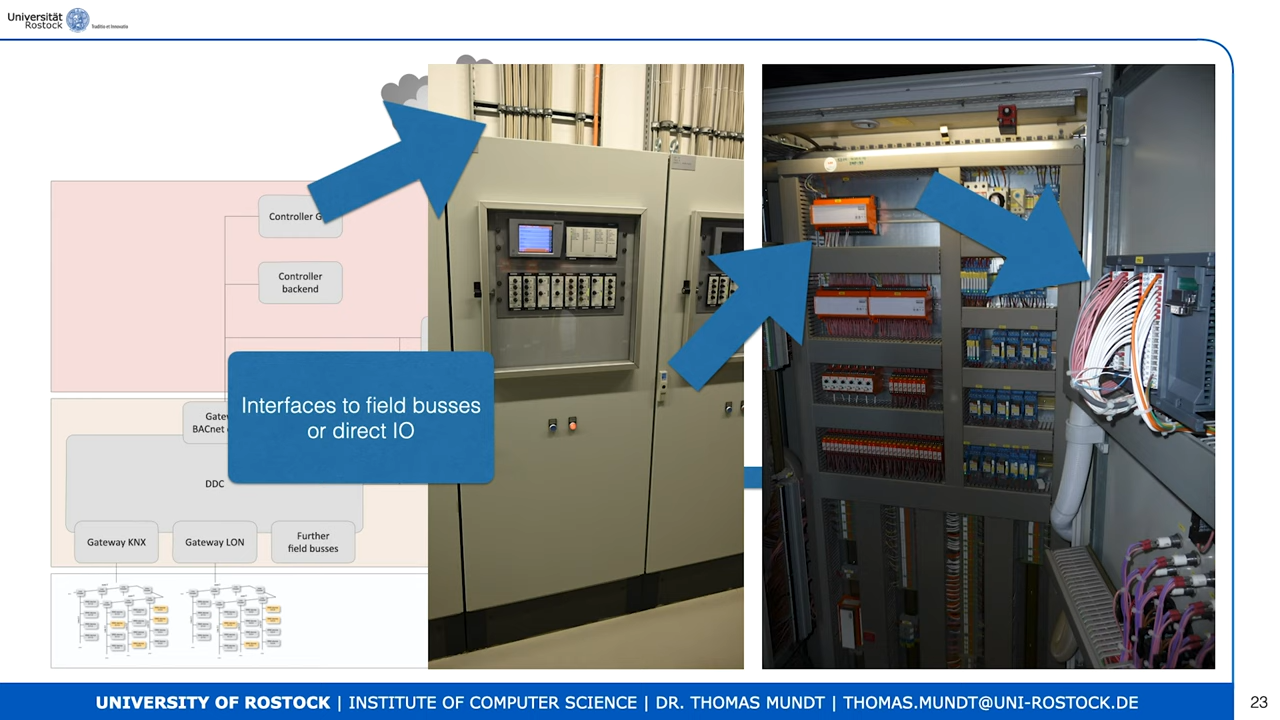 Universität
Rostock
Traditio et Innovatio
Controller G
Controller
backend
Interfaces to field busses
or direct IO
Gatew
BACnet
DDC
Gateway KNX
Gateway LON
Further
field busses
UNIVERSITY OF ROSTOCK | INSTITUTE OF COMPUTER SCIENCE | DR. THOMAS MUNDT | THOMAS.MUNDT@UNI-ROSTOCK.DE
23